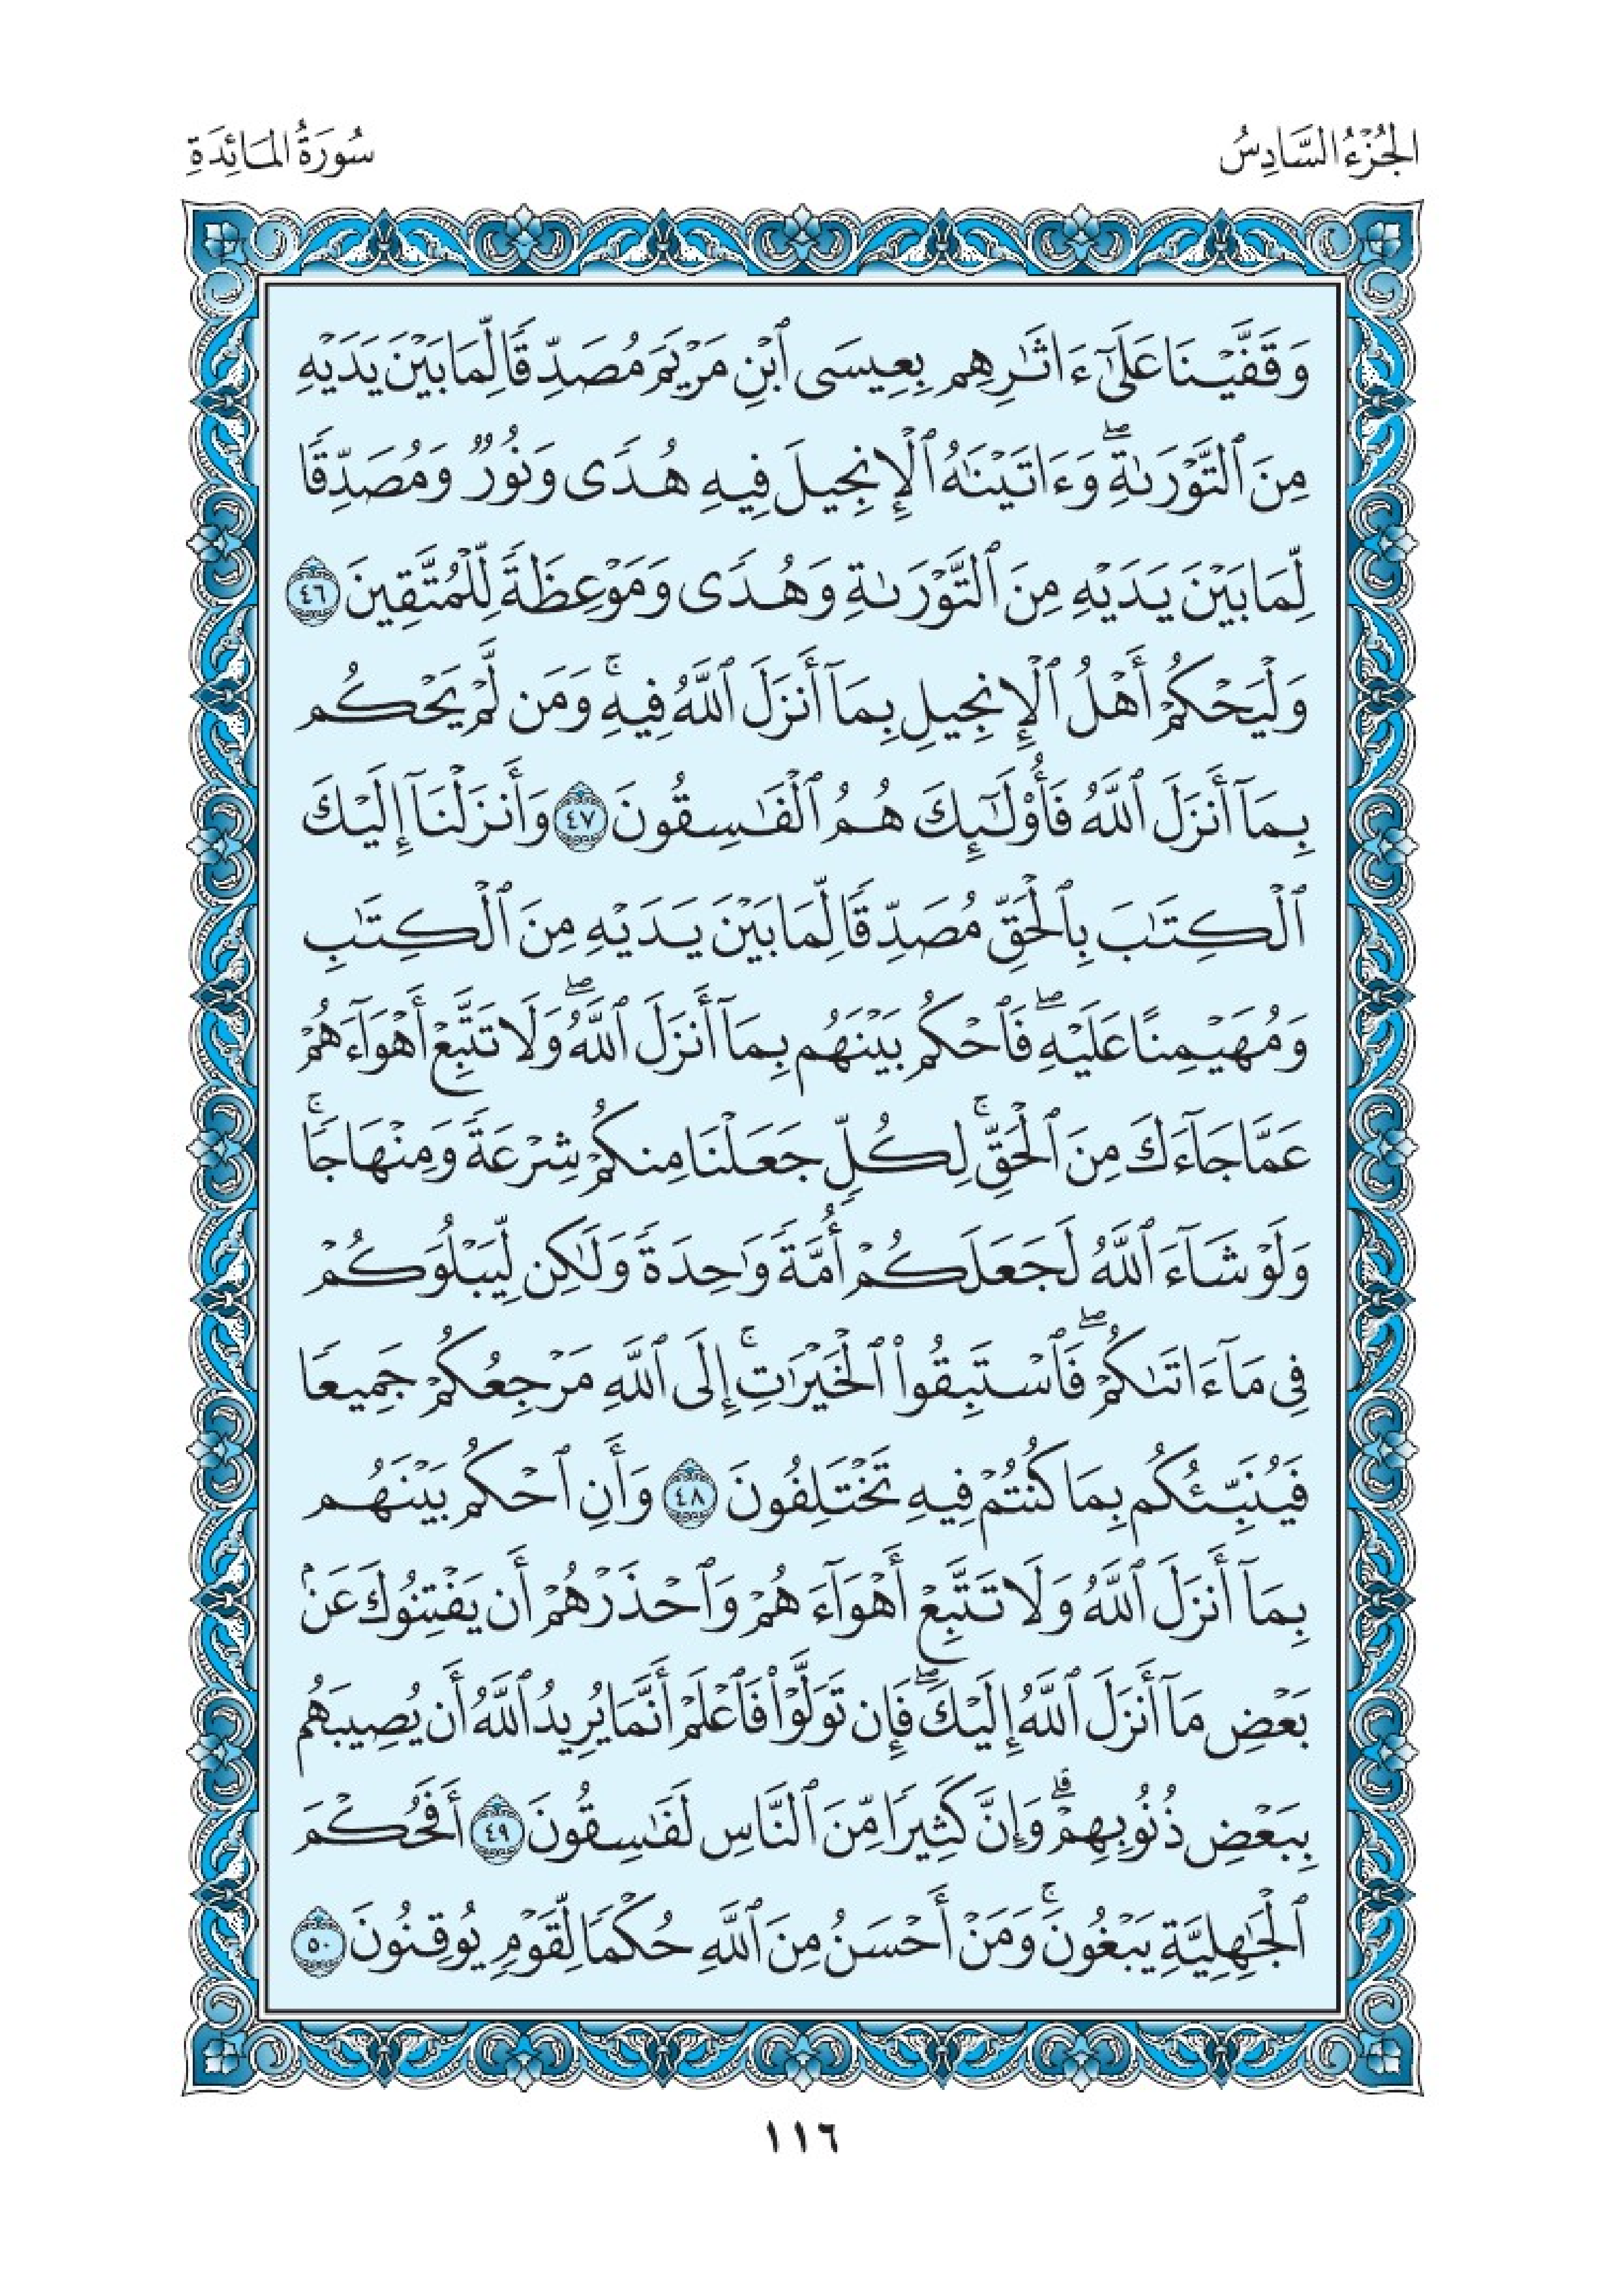 الجُزْءُ السَّادِسُ
سُورَةُ المَائِدَةِ
وَقَفَّيْنَا عَلَىٰٓ ءَاثَٰرِهِم بِعِيسَى ٱبْنِ مَرْيَمَ مُصَدِّقًا لِّمَا بَيْنَ يَدَيْهِ
مِنَ ٱلتَّوْرَىٰةِۖ وَءَاتَيْنَٰهُ ٱلْإِنجِيلَ فِيهِ هُدًى وَنُورٌ وَمُصَدِّقًا
لِّمَا بَيْنَ يَدَيْهِ مِنَ ٱلتَّوْرَىٰةِ وَهُدًى وَمَوْعِظَةً لِّلْمُتَّقِينَ ٤٦
وَلْيَحْكُمْ أَهْلُ ٱلْإِنجِيلِ بِمَآ أَنزَلَ ٱللَّهُ فِيهِۚ وَمَن لَّمْ يَحْكُم
بِمَآ أَنزَلَ ٱللَّهُ فَأُو۟لَٰٓئِكَ هُمُ ٱلْفَٰسِقُونَ ٤٧ وَأَنزَلْنَآ إِلَيْكَ
ٱلْكِتَٰبَ بِٱلْحَقِّ مُصَدِّقًا لِّمَا بَيْنَ يَدَيْهِ مِنَ ٱلْكِتَٰبِ
وَمُهَيْمِنًا عَلَيْهِۖ فَٱحْكُم بَيْنَهُم بِمَآ أَنزَلَ ٱللَّهُۖ وَلَا تَتَّبِعْ أَهْوَآءَهُمْ
عَمَّا جَآءَكَ مِنَ ٱلْحَقِّۚ لِكُلٍّ جَعَلْنَا مِنكُمْ شِرْعَةً وَمِنْهَاجًاۚ
وَلَوْ شَآءَ ٱللَّهُ لَجَعَلَكُمْ أُمَّةً وَٰحِدَةً وَلَٰكِن لِّيَبْلُوَكُمْ
فِى مَآ ءَاتَىٰكُمْۖ فَٱسْتَبِقُوا۟ ٱلْخَيْرَٰتِۚ إِلَى ٱللَّهِ مَرْجِعُكُمْ جَمِيعًا
فَيُنَبِّئُكُم بِمَا كُنتُمْ فِيهِ تَخْتَلِفُونَ ٤٨ وَأَنِ ٱحْكُم بَيْنَهُم
بِمَآ أَنزَلَ ٱللَّهُ وَلَا تَتَّبِعْ أَهْوَآءَهُمْ وَٱحْذَرْهُمْ أَن يَفْتِنُوكَ عَنۢ
بَعْضِ مَآ أَنزَلَ ٱللَّهُ إِلَيْكَۖ فَإِن تَوَلَّوْا۟ فَٱعْلَمْ أَنَّمَا يُرِيدُ ٱللَّهُ أَن يُصِيبَهُم
بِبَعْضِ ذُنُوبِهِمْۗ وَإِنَّ كَثِيرًا مِّنَ ٱلنَّاسِ لَفَٰسِقُونَ ٤٩ أَفَحُكْمَ
ٱلْجَٰهِلِيَّةِ يَبْغُونَۚ وَمَنْ أَحْسَنُ مِنَ ٱللَّهِ حُكْمًا لِّقَوْمٍ يُوقِنُونَ ٥٠
١١٦